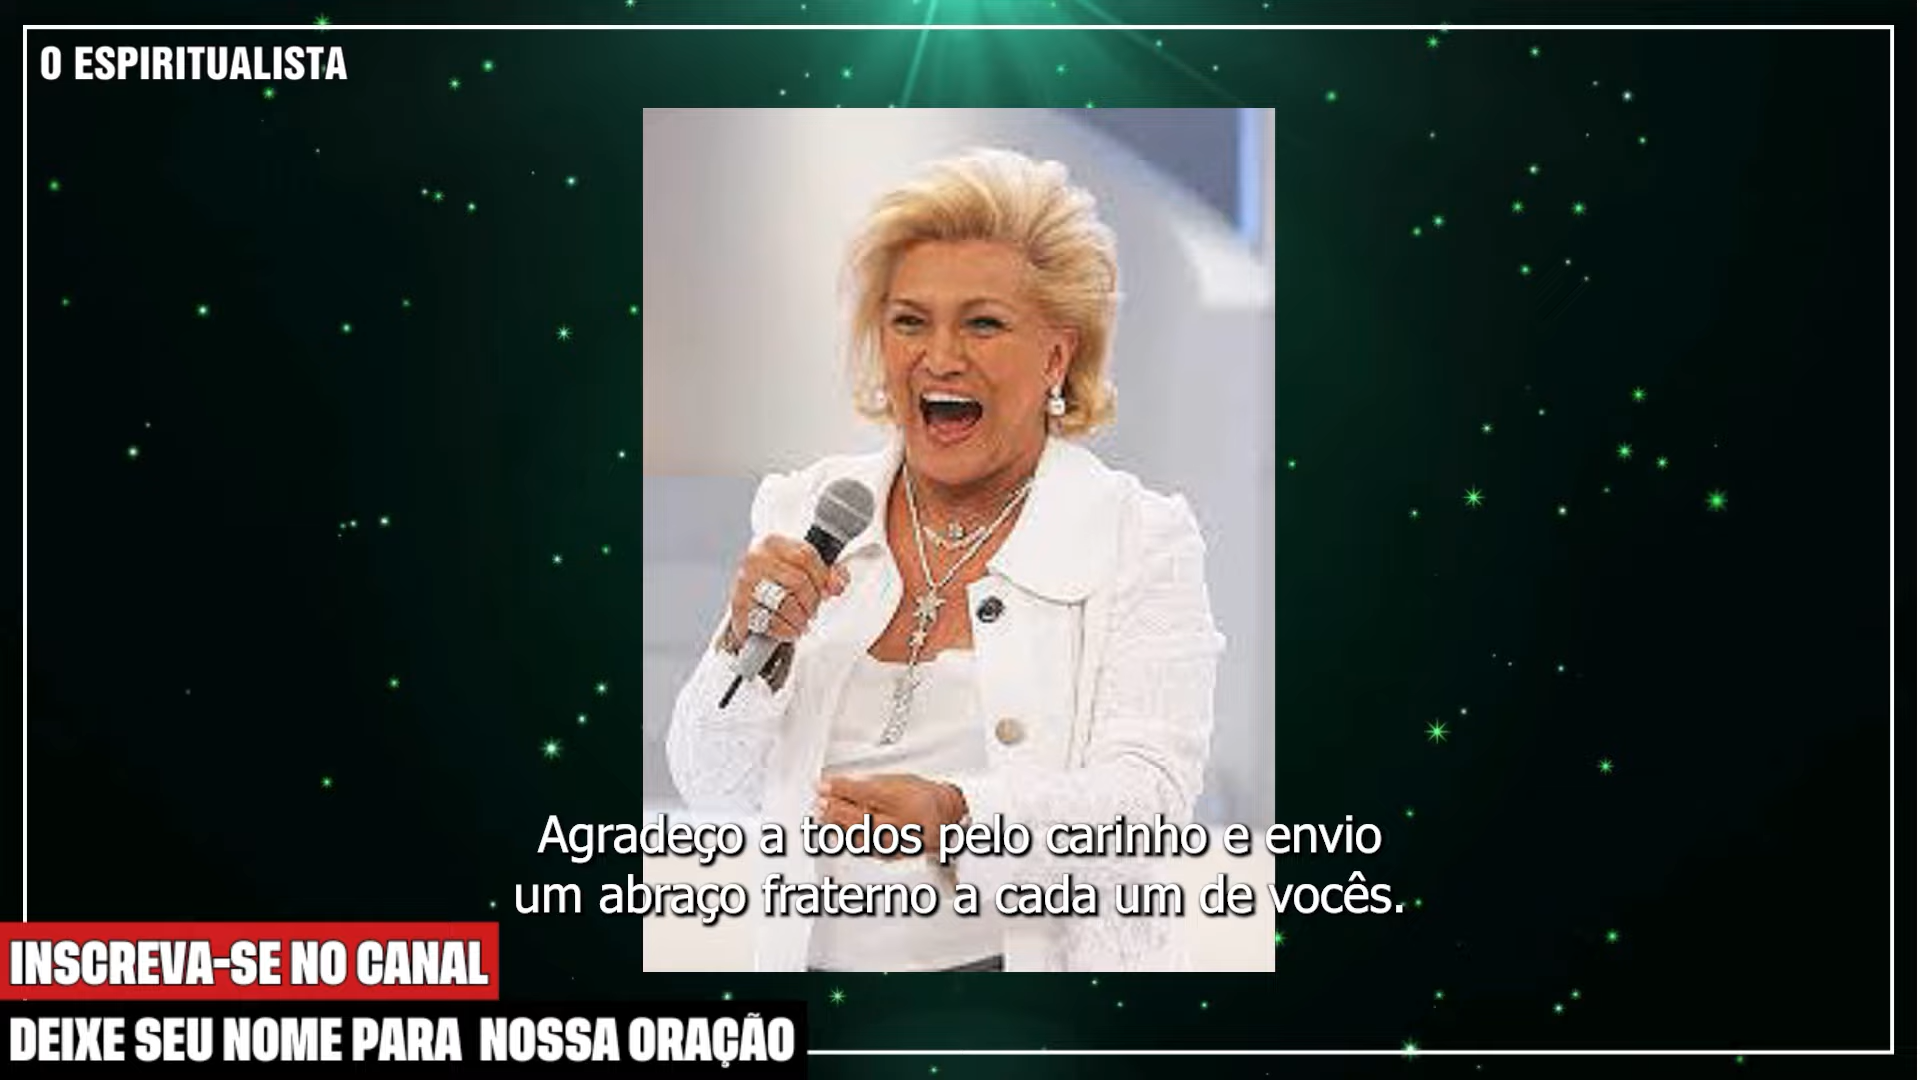 O ESPIRITUALISTA
Agradeço a todos pelo carinho e envio
um abraço fraterno a cada um de vocês.
INSCREVA-SE NO CANAL
DEIXE SEU NOME PARA NOSSA ORAÇÃO